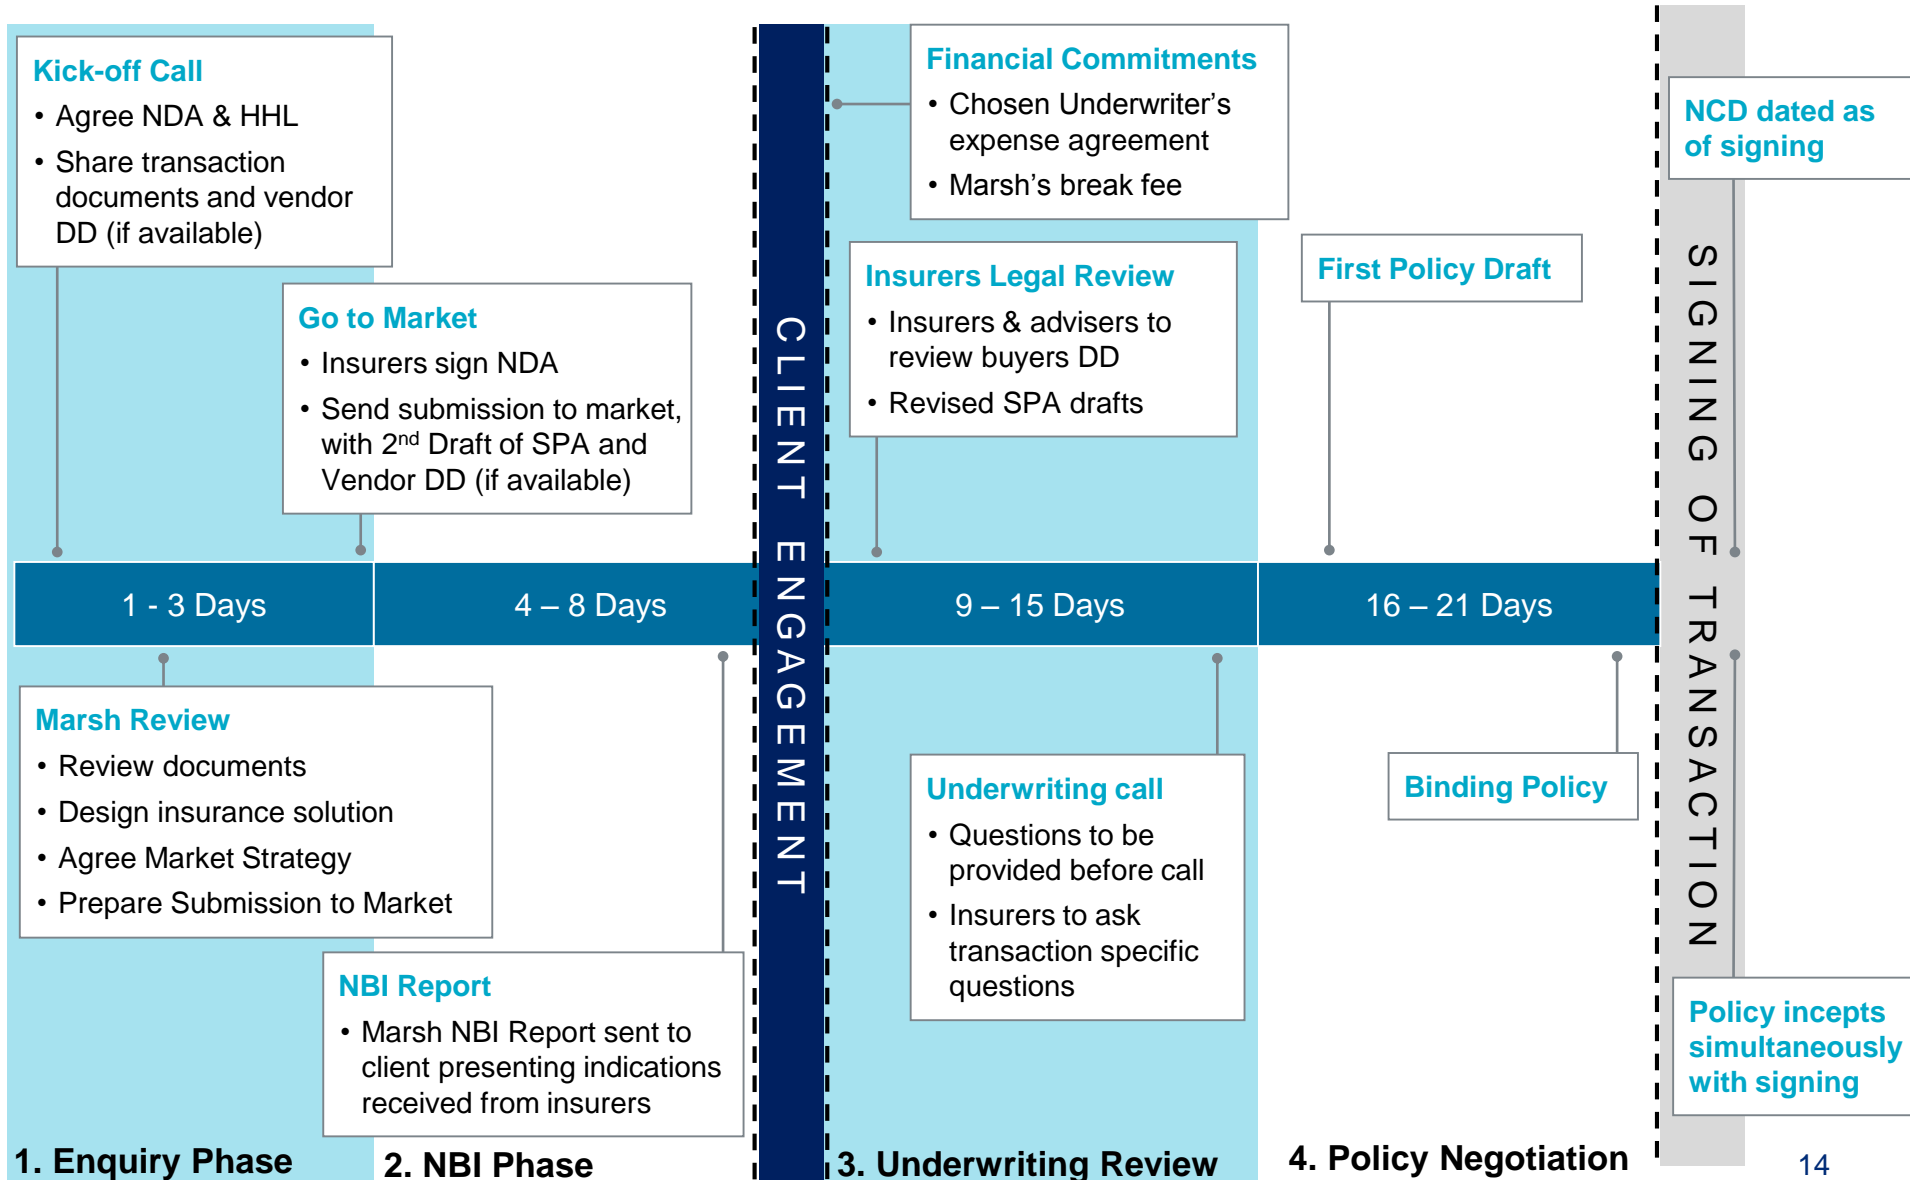 Kick-off Call
• Agree NDA & HHL
• Share transaction
documents and vendor
DD (if available)
Go to Market
• Insurers sign NDA
• Send submission to market,
with 2nd Draft of SPA and
Vendor DD (if available)
CLIENT ENGAGEMENT
Financial Commitments
• Chosen Underwriter’s
expense agreement
• Marsh’s break fee
Insurers Legal Review
• Insurers & advisers to
review buyers DD
• Revised SPA drafts
First Policy Draft
NCD dated as
of signing
SIGNING OF TRANSACTION
1 - 3 Days
4 – 8 Days
9 – 15 Days
16 – 21 Days
Marsh Review
• Review documents
• Design insurance solution
• Agree Market Strategy
• Prepare Submission to Market
NBI Report
• Marsh NBI Report sent to
client presenting indications
received from insurers
Underwriting call
• Questions to be
provided before call
• Insurers to ask
transaction specific
questions
Binding Policy
Policy incepts
simultaneously
with signing
1. Enquiry Phase
2. NBI Phase
3. Underwriting Review
4. Policy Negotiation
14